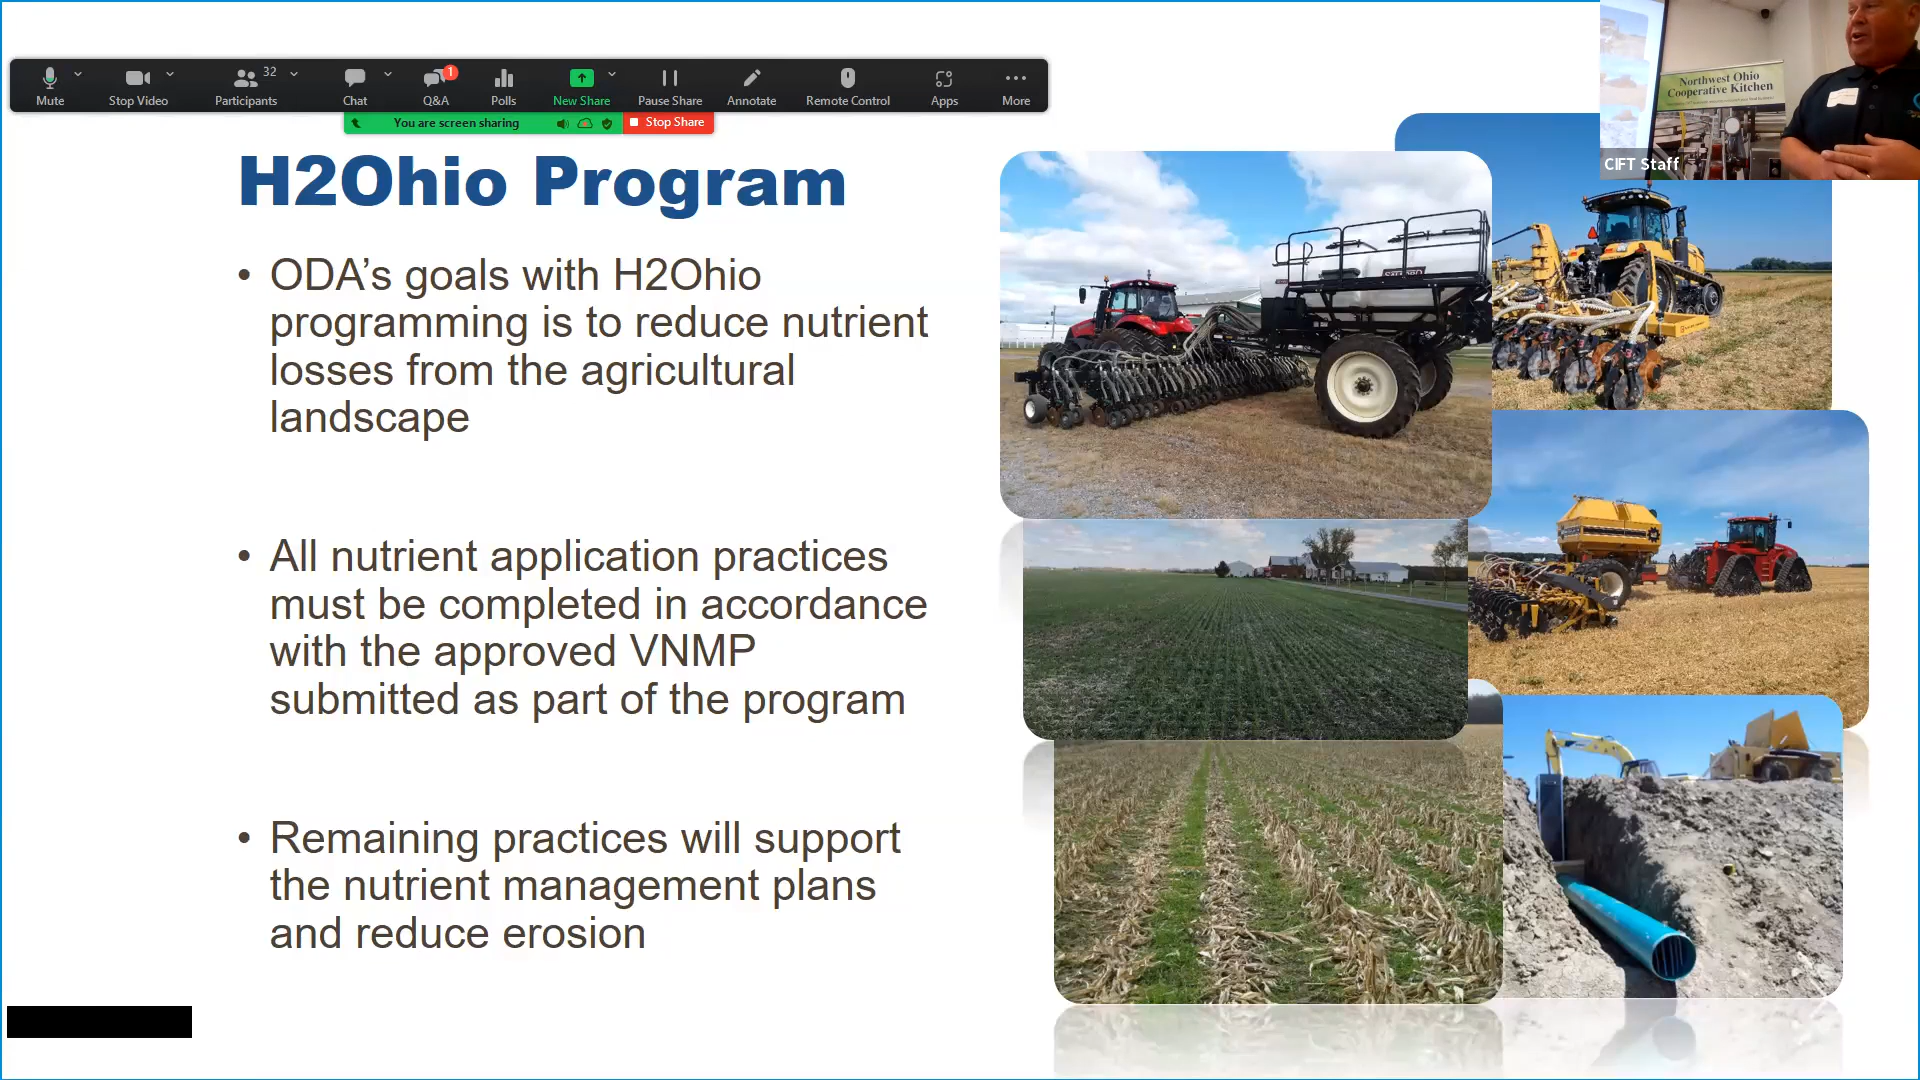 Mute
Stop Video
Participants
32
Chat
Q&A
1
Polls
New Share
Pause Share
Annotate
Remote Control
Apps
More
You are screen sharing
Stop Share
Northwest Ohio
Cooperative Kitchen
CIFT Staff
H2Ohio Program
• ODA’s goals with H2Ohio
programming is to reduce nutrient
losses from the agricultural
landscape
• All nutrient application practices
must be completed in accordance
with the approved VNMP
submitted as part of the program
• Remaining practices will support
the nutrient management plans
and reduce erosion